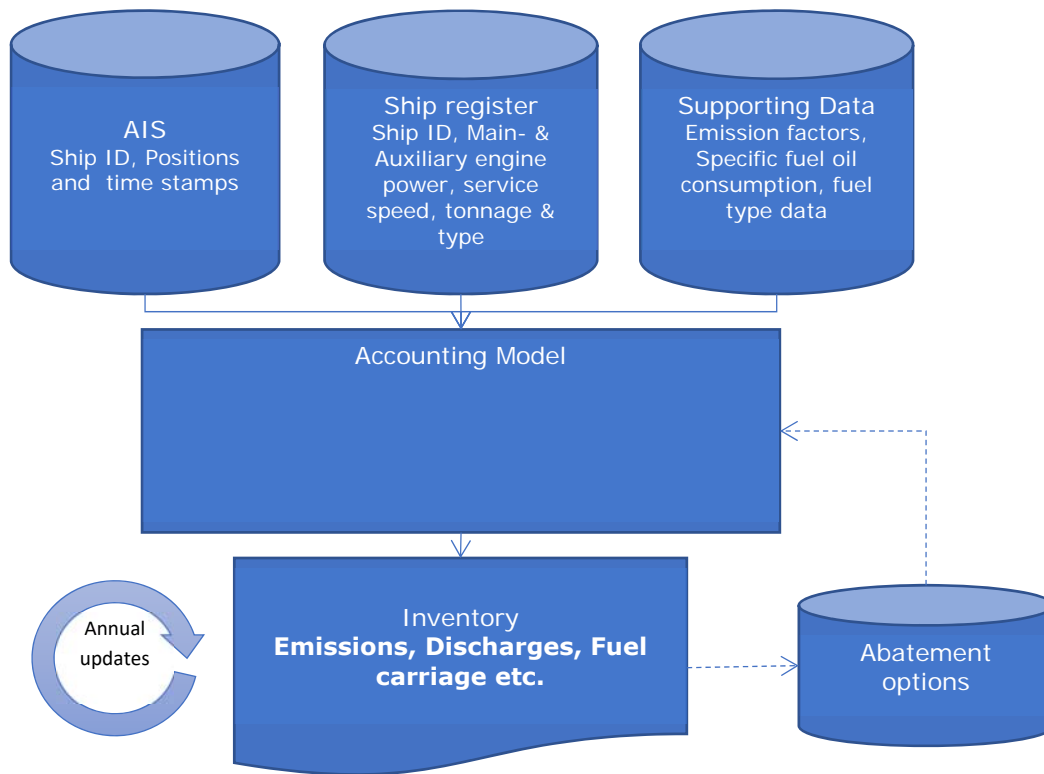 AIS
Ship ID, Positions
and time stamps
Ship register
Ship ID, Main- &
Auxiliary engine
power, service
speed, tonnage &
type
Supporting Data
Emission factors,
Specific fuel oil
consumption, fuel
type data
Accounting Model
Annual
updates
Inventory
Emissions, Discharges, Fuel
carriage etc.
Abatement
options